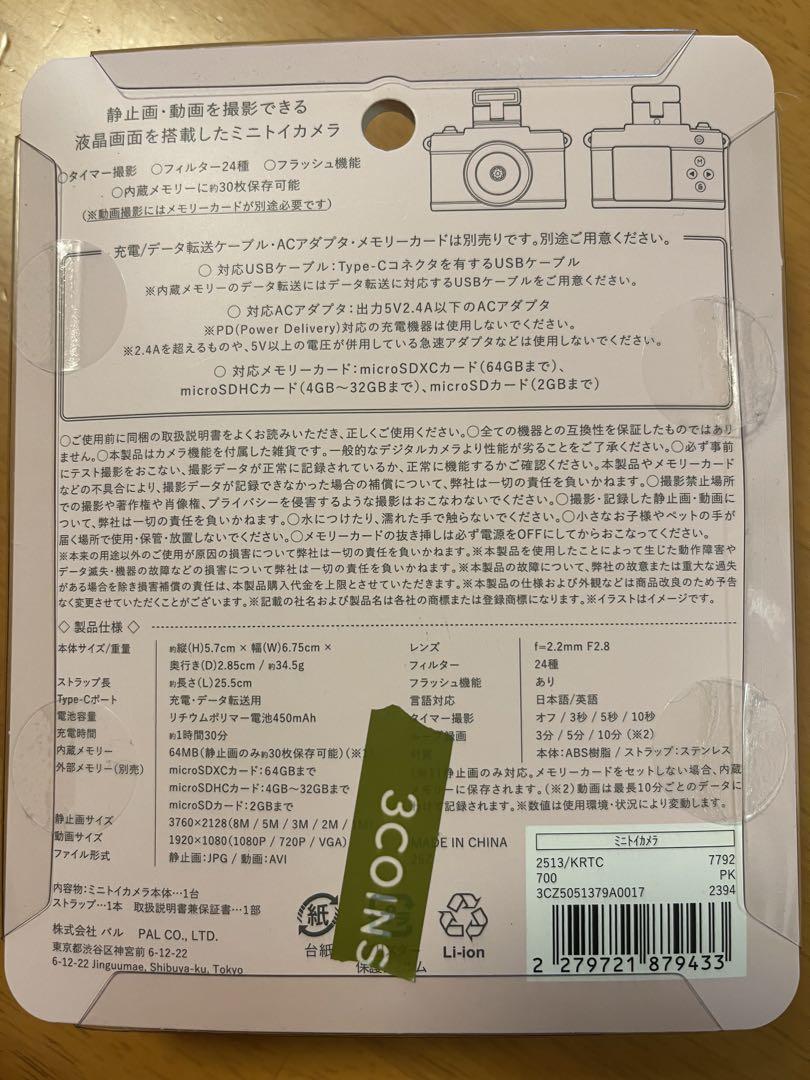 静止画・動画を撮影できる
液晶画面を搭載したミニトイカメラ
○タイマー撮影 ○フィルター24種 ○フラッシュ機能
○内蔵メモリーに約30枚保存可能
(※動画撮影にはメモリーカードが別途必要です)
M
充電/データ転送ケーブル・ACアダプタ・メモリーカードは別売りです。別途ご用意ください。
○ 対応USBケーブル:Type-Cコネクタを有するUSBケーブル
※内蔵メモリーのデータ転送にはデータ転送に対応するUSBケーブルをご用意ください。
○ 対応ACアダプタ:出力5V2.4A以下のACアダプタ
※PD(Power Delivery)対応の充電機器は使用しないでください。
※2.4Aを超えるものや、5V以上の電圧が併用している急速アダプタなどは使用しないでください。
○ 対応メモリーカード:microSDXCカード(64GBまで)、
microSDHCカード(4GB～32GBまで)、microSDカード(2GBまで)
○ご使用前に同梱の取扱説明書をよくお読みいただき、正しくご使用ください。○全ての機器との互換性を保証したものではあり
ません。○本製品はカメラ機能を付属した雑貨です。一般的なデジタルカメラより性能が劣ることをご了承ください。○必ず事前
にテスト撮影をおこない、撮影データが正常に記録されているか、正常に機能するかご確認ください。本製品やメモリーカード
などの不具合により、撮影データが記録できなかった場合の補償について、弊社は一切の責任を負いかねます。○撮影禁止場所
での撮影や著作権や肖像権、プライバシーを侵害するような撮影はおこなわないでください。○撮影・記録した静止画・動画に
ついて、弊社は一切の責任を負いかねます。○水につけたり、濡れた手で触らないでください。○小さなお子様やペットの手が
届く場所で使用・保管・放置しないでください。○メモリーカードの抜き挿しは必ず電源をOFFにしてからおこなってください。
※本来の用途以外のご使用が原因の損害について弊社は一切の責任を負いかねます。※本製品を使用したことによって生じた動作障害や
データ消失・機器の故障などの損害について弊社は一切の責任を負いかねます。※本製品の故障について、弊社の故意または重大な過失
がある場合を除き損害補償の責任は、本製品購入代金を上限とさせていただきます。※本製品の仕様および外観などは商品改良のため予告
なく変更させていただくことがございます。※記載の社名および製品名は各社の商標または登録商標になります。※イラストはイメージです。
◇ 製品仕様 ◇
本体サイズ/重量 約縦(H)5.7cm × 幅(W)6.75cm ×
奥行き(D)2.85cm / 約34.5g
ストラップ長 約長さ(L)25.5cm
Type-Cポート 充電・データ転送用
電池容量 リチウムポリマー電池450mAh
充電時間 約1時間30分
内蔵メモリー 64MB(静止画のみ約30枚保存可能)(※1
外部メモリー(別売) microSDXCカード:64GBまで
microSDHCカード:4GB～32GBまで
microSDカード:2GBまで
静止画サイズ 3760×2128(8M / 5M / 3M / 2M /
動画サイズ 1920×1080(1080P / 720P / VGA)
ファイル形式 静止画:JPG / 動画:AVI
レンズ f=2.2mm F2.8
フィルター 24種
フラッシュ機能 あり
言語対応 日本語/英語
タイマー撮影 オフ / 3秒 / 5秒 / 10秒
録画 3分 / 5分 / 10分 (※2)
本体:ABS樹脂 / ストラップ:ステンレス
静止画のみ対応。メモリーカードをセットしない場合、内蔵
メモリーに保存されます。(※2)動画は最長10分ごとのデータに
記録されます。※数値は使用環境・状況により変動します。
MADE IN CHINA
内容物:ミニトイカメラ本体…1台
ストラップ…1本 取扱説明書兼保証書…1部
株式会社 パル PAL CO., LTD.
東京都渋谷区神宮前 6-12-22
6-12-22 Jinguumae, Shibuya-ku, Tokyo
紙
台紙
Li-ion
3COINS
ミニトイカメラ
2513/KRTC 7792
700 PK
3CZ5051379A0017 2394
2 279721 879433